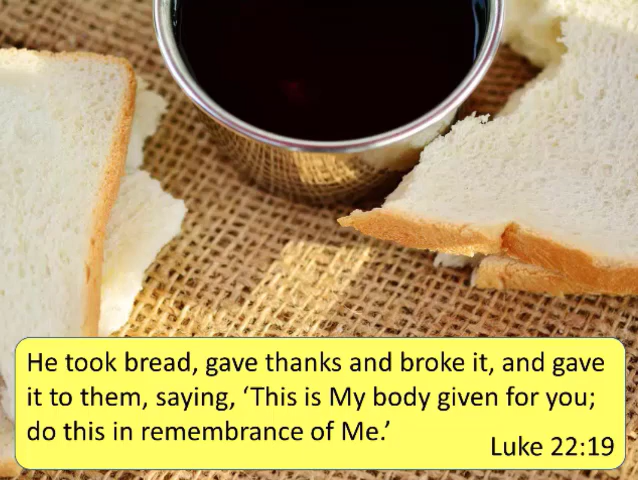 He took bread, gave thanks and broke it, and gave
it to them, saying, ‘This is My body given for you;
do this in remembrance of Me.’
Luke 22:19